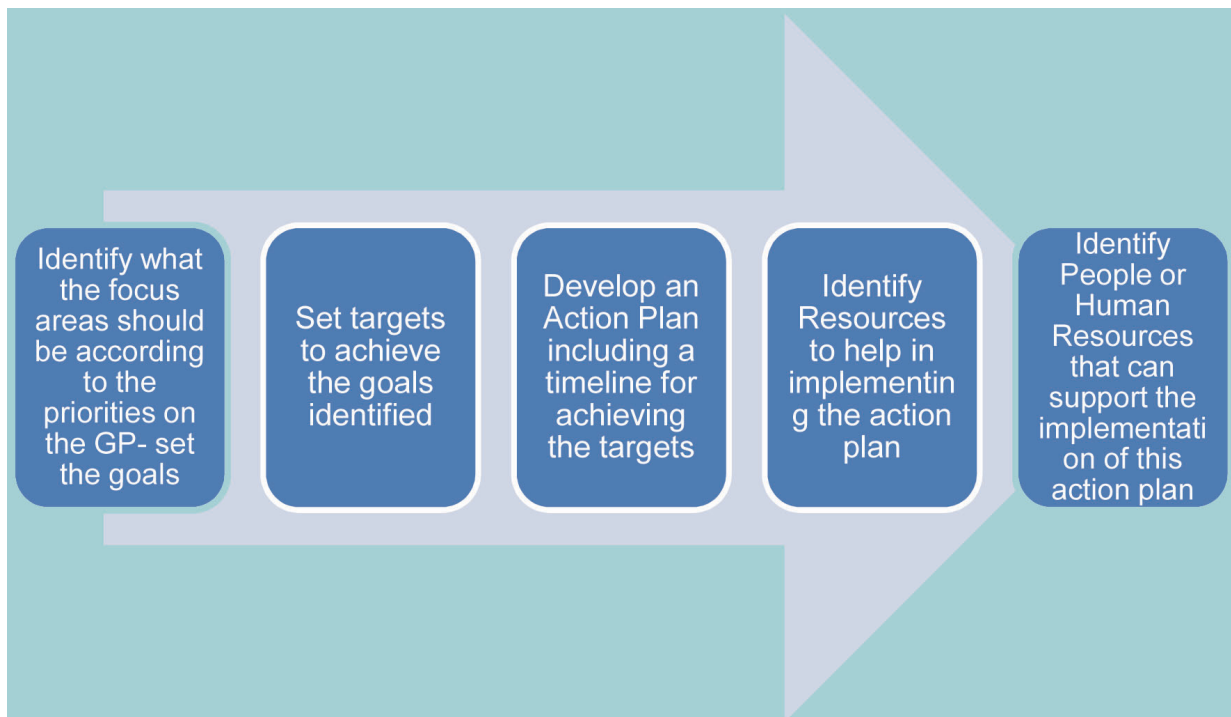 Identify what
the focus
areas should
be according
to the
priorities on
the GP- set
the goals
Set targets
to achieve
the goals
identified
Develop an
Action Plan
including a
timeline for
achieving
the targets
Identify
Resources
to help in
implementin
g the action
plan
Identify
People or
Human
Resources
that can
support the
implementati
on of this
action plan